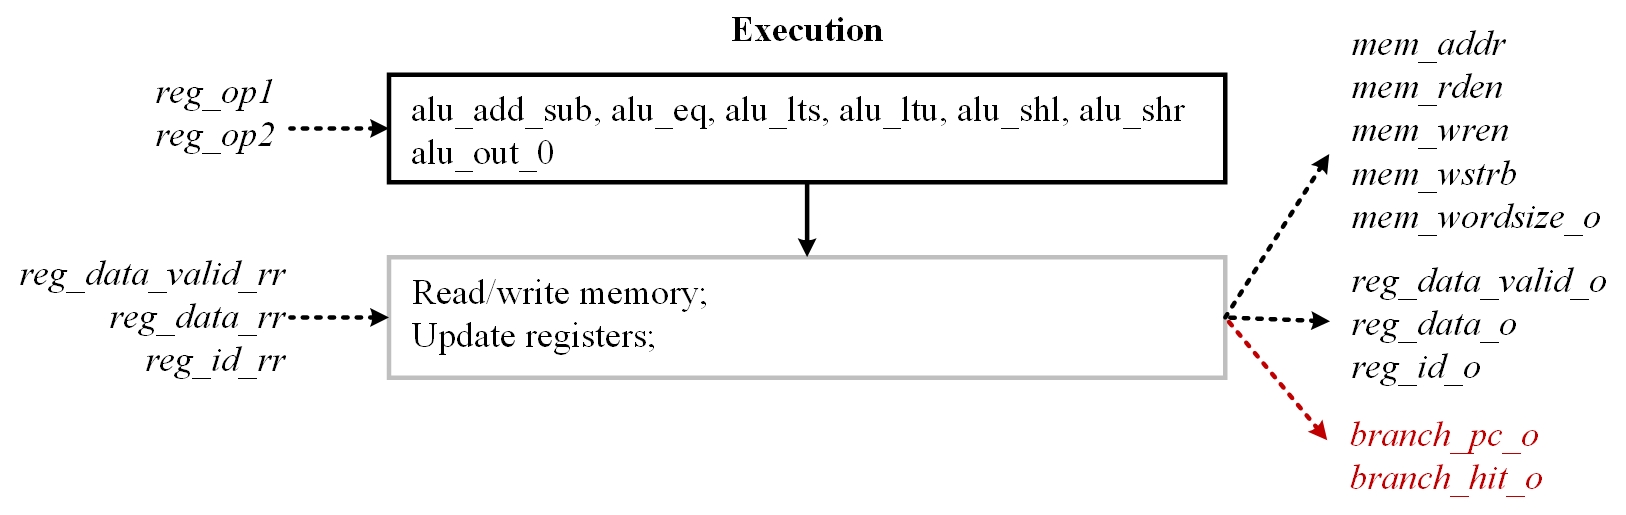 Execution
reg_op1
reg_op2
alu_add_sub, alu_eq, alu_lts, alu_ltu, alu_shl, alu_shr
alu_out_0
reg_data_valid_rr
reg_data_rr
reg_id_rr
Read/write memory;
Update registers;
mem_addr
mem_rden
mem_wren
mem_wstrb
mem_wordsize_o
reg_data_valid_o
reg_data_o
reg_id_o
branch_pc_o
branch_hit_o